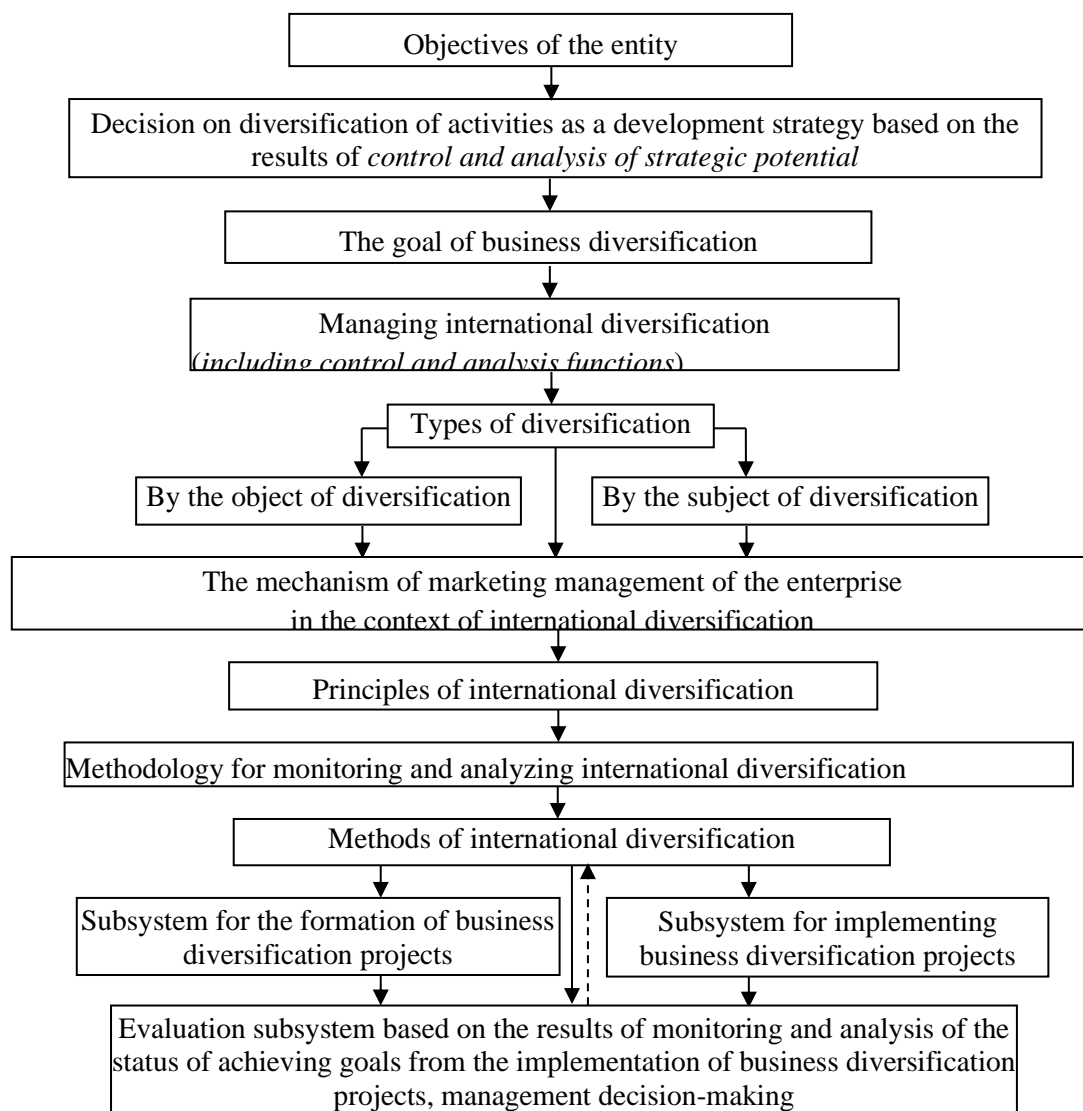 Objectives of the entity
Decision on diversification of activities as a development strategy based on the
results of control and analysis of strategic potential
The goal of business diversification
Managing international diversification
(including control and analysis functions)
Types of diversification
By the object of diversification
By the subject of diversification
The mechanism of marketing management of the enterprise
in the context of international diversification
Principles of international diversification
Methodology for monitoring and analyzing international diversification
Methods of international diversification
Subsystem for the formation of business
diversification projects
Subsystem for implementing
business diversification projects
Evaluation subsystem based on the results of monitoring and analysis of the
status of achieving goals from the implementation of business diversification
projects, management decision-making